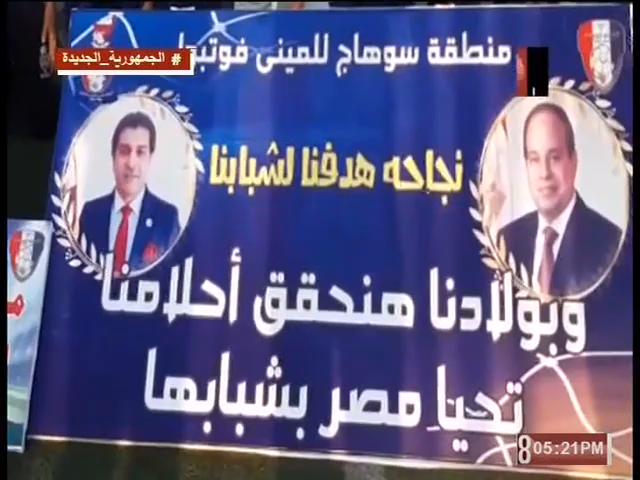 # الجمهورية_الجديدة
منطقة سوهاج للميني فوتبول
نجاحه هدفنا لشبابنا
وبولادنا هنحقق أحلامنا
تحيا مصر بشبابها
05:21PM